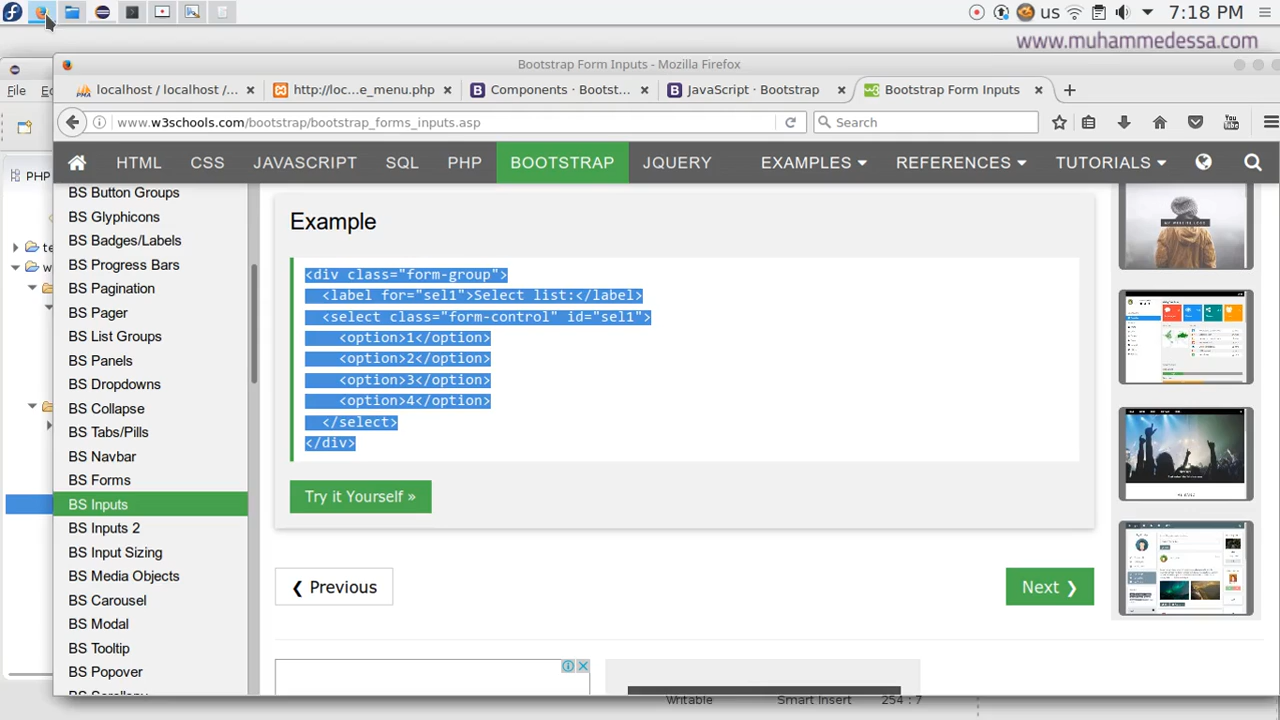 us
7:18 PM
www.muhammedessa.com
Bootstrap Form Inputs - Mozilla Firefox
File
localhost / localhost /...
http://loc...e_menu.php
Components · Bootst...
JavaScript · Bootstrap
Bootstrap Form Inputs
www.w3schools.com/bootstrap/bootstrap_forms_inputs.asp
Search
You Tube
HTML CSS JAVASCRIPT SQL PHP BOOTSTRAP JQUERY EXAMPLES REFERENCES TUTORIALS
PHP
BS Button Groups
BS Glyphicons
BS Badges/Labels
BS Progress Bars
BS Pagination
BS Pager
BS List Groups
BS Panels
BS Dropdowns
BS Collapse
BS Tabs/Pills
BS Navbar
BS Forms
BS Inputs
BS Inputs 2
BS Input Sizing
BS Media Objects
BS Carousel
BS Modal
BS Tooltip
BS Popover
Example
<div class="form-group">
<label for="sel1">Select list:</label>
<select class="form-control" id="sel1">
<option>1</option>
<option>2</option>
<option>3</option>
<option>4</option>
</select>
</div>
Try it Yourself »
❮ Previous
Next ❯
Writable
Smart Insert
254 : 7